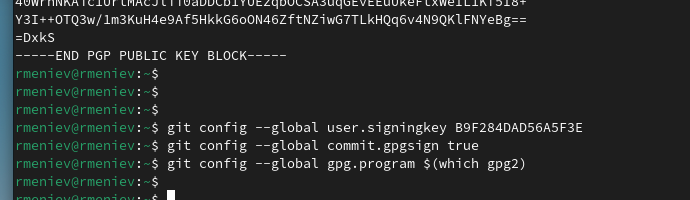 Y3I++OTQ3w/1m3KuH4e9Af5HkkG6oON46ZftNZiwG7TLkHQq6v4N9QKlFNYeBg==
=DxkS
-----END PGP PUBLIC KEY BLOCK-----
rmeniev@rmeniev:~$
rmeniev@rmeniev:~$
rmeniev@rmeniev:~$
rmeniev@rmeniev:~$ git config --global user.signingkey B9F284DAD56A5F3E
rmeniev@rmeniev:~$ git config --global commit.gpgsign true
rmeniev@rmeniev:~$ git config --global gpg.program $(which gpg2)
rmeniev@rmeniev:~$
rmeniev@rmeniev:~$